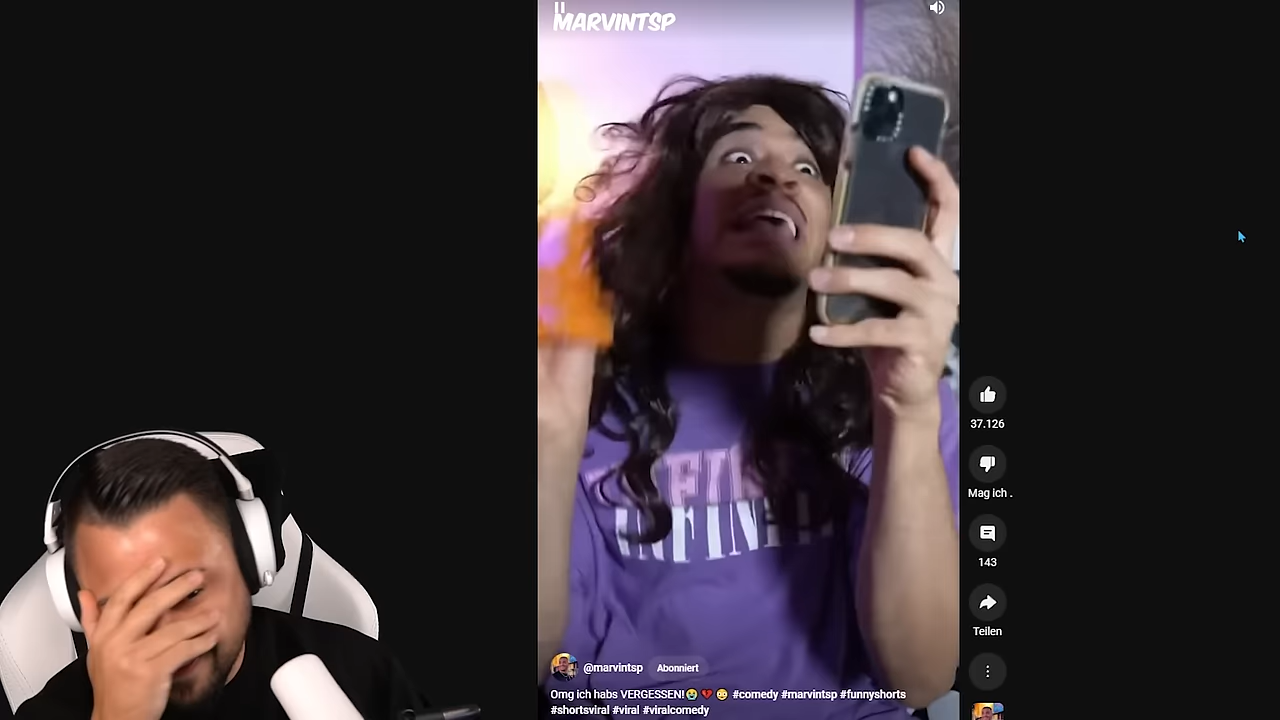 MARVINTSP
INFINI
37.126
Mag ich .
143
Teilen
@marvintsp
Abonniert
Omg ich habs VERGESSEN!😭 💔 😳 #comedy #marvintsp #funnyshorts
#shortsviral #viral #viralcomedy